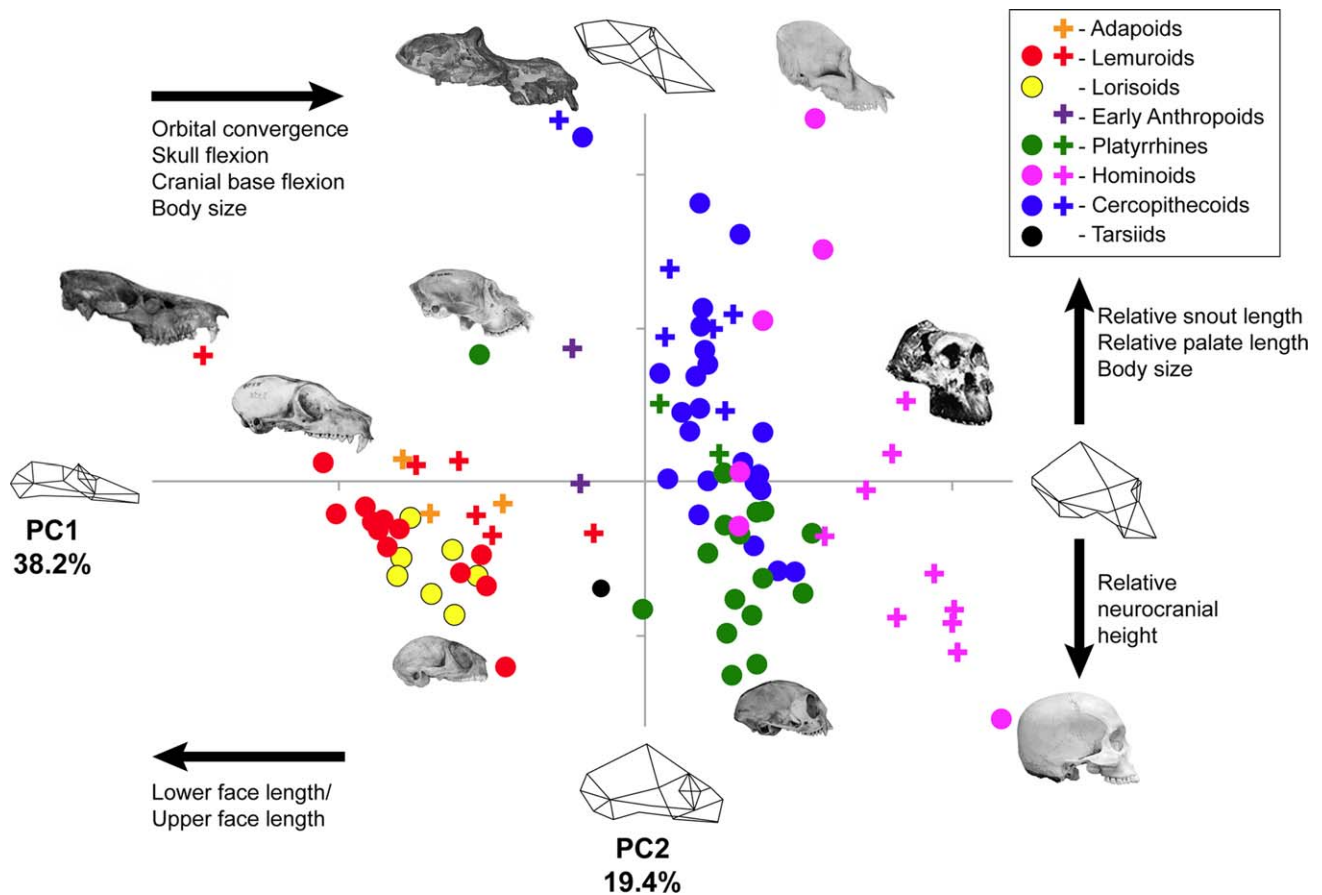 Orbital convergence
Skull flexion
Cranial base flexion
Body size
- Adapoids
- Lemuroids
- Lorisoids
- Early Anthropoids
- Platyrrhines
- Hominoids
- Cercopithecoids
- Tarsiids
Relative snout length
Relative palate length
Body size
PC1
38.2%
Relative
neurocranial
height
Lower face length/
Upper face length
PC2
19.4%